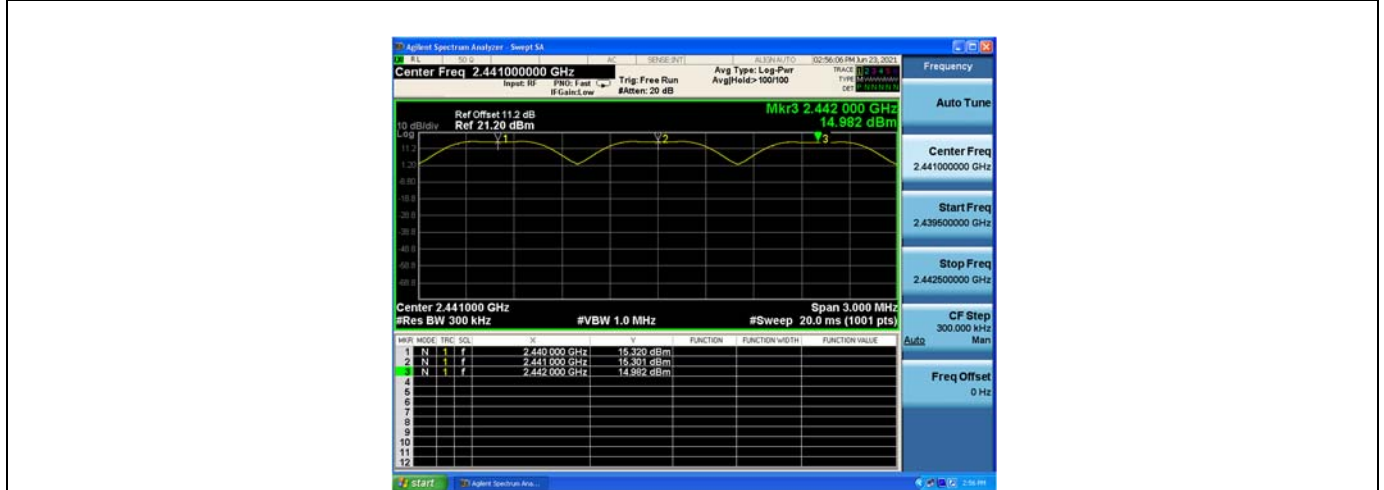 Agilent Spectrum Analyzer - Swept SA
RL 50 Ω AC SENSE:INT ALIGN AUTO 02:56:06 PM Jun 23, 2021
Center Freq 2.441000000 GHz
Input: RF PNO: Fast Trig: Free Run
IFGain:Low #Atten: 20 dB
Avg Type: Log-Pwr
Avg|Hold:>100/100
TRACE 1 2 3 4 5 6
TYPE
DET P N N N N N
Mkr3 2.442 000 GHz
14.982 dBm
Ref Offset 11.2 dB
10 dB/div Ref 21.20 dBm
Log
11.2
1.20
-8.80
-18.8
-28.8
-38.8
-48.8
-58.8
-68.8
1 2 3
Center 2.441000 GHz Span 3.000 MHz
#Res BW 300 kHz #VBW 1.0 MHz #Sweep 20.0 ms (1001 pts)
MKR MODE TRC SCL X Y FUNCTION FUNCTION WIDTH FUNCTION VALUE
1 N 1 f 2.440 000 GHz 15.320 dBm
2 N 1 f 2.441 000 GHz 15.301 dBm
3 N 1 f 2.442 000 GHz 14.982 dBm
4
5
6
7
8
9
10
11
12
Frequency
Auto Tune
Center Freq
2.441000000 GHz
Start Freq
2.439500000 GHz
Stop Freq
2.442500000 GHz
CF Step
300.000 kHz
Auto Man
Freq Offset
0 Hz
start Agilent Spectrum Ana... 2:56 PM